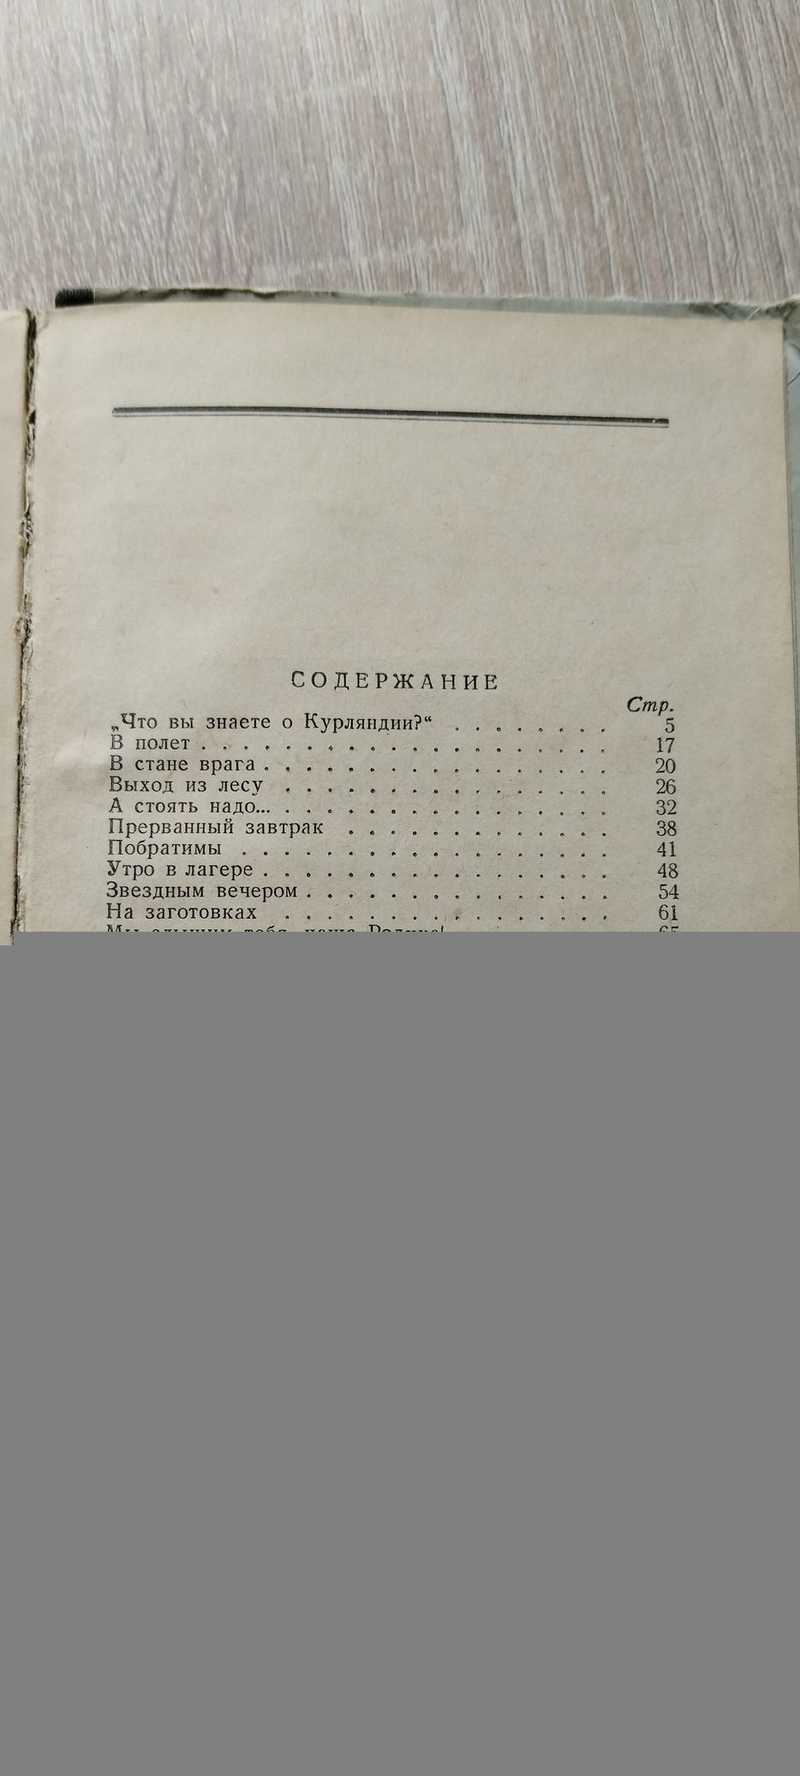 СОДЕРЖАНИЕ
Стр.
„Что вы знаете о Курляндии?“ . . . . . . . . 5
В полет . . . . . . . . . . . . . . . . . . . . 17
В стане врага . . . . . . . . . . . . . . . . . 20
Выход из лесу . . . . . . . . . . . . . . . . 26
А стоять надо... . . . . . . . . . . . . . . . . 32
Прерванный завтрак . . . . . . . . . . . . . 38
Побратимы . . . . . . . . . . . . . . . . . . 41
Утро в лагере . . . . . . . . . . . . . . . . . 48
Звездным вечером . . . . . . . . . . . . . . . 54
На заготовках . . . . . . . . . . . . . . . . 61